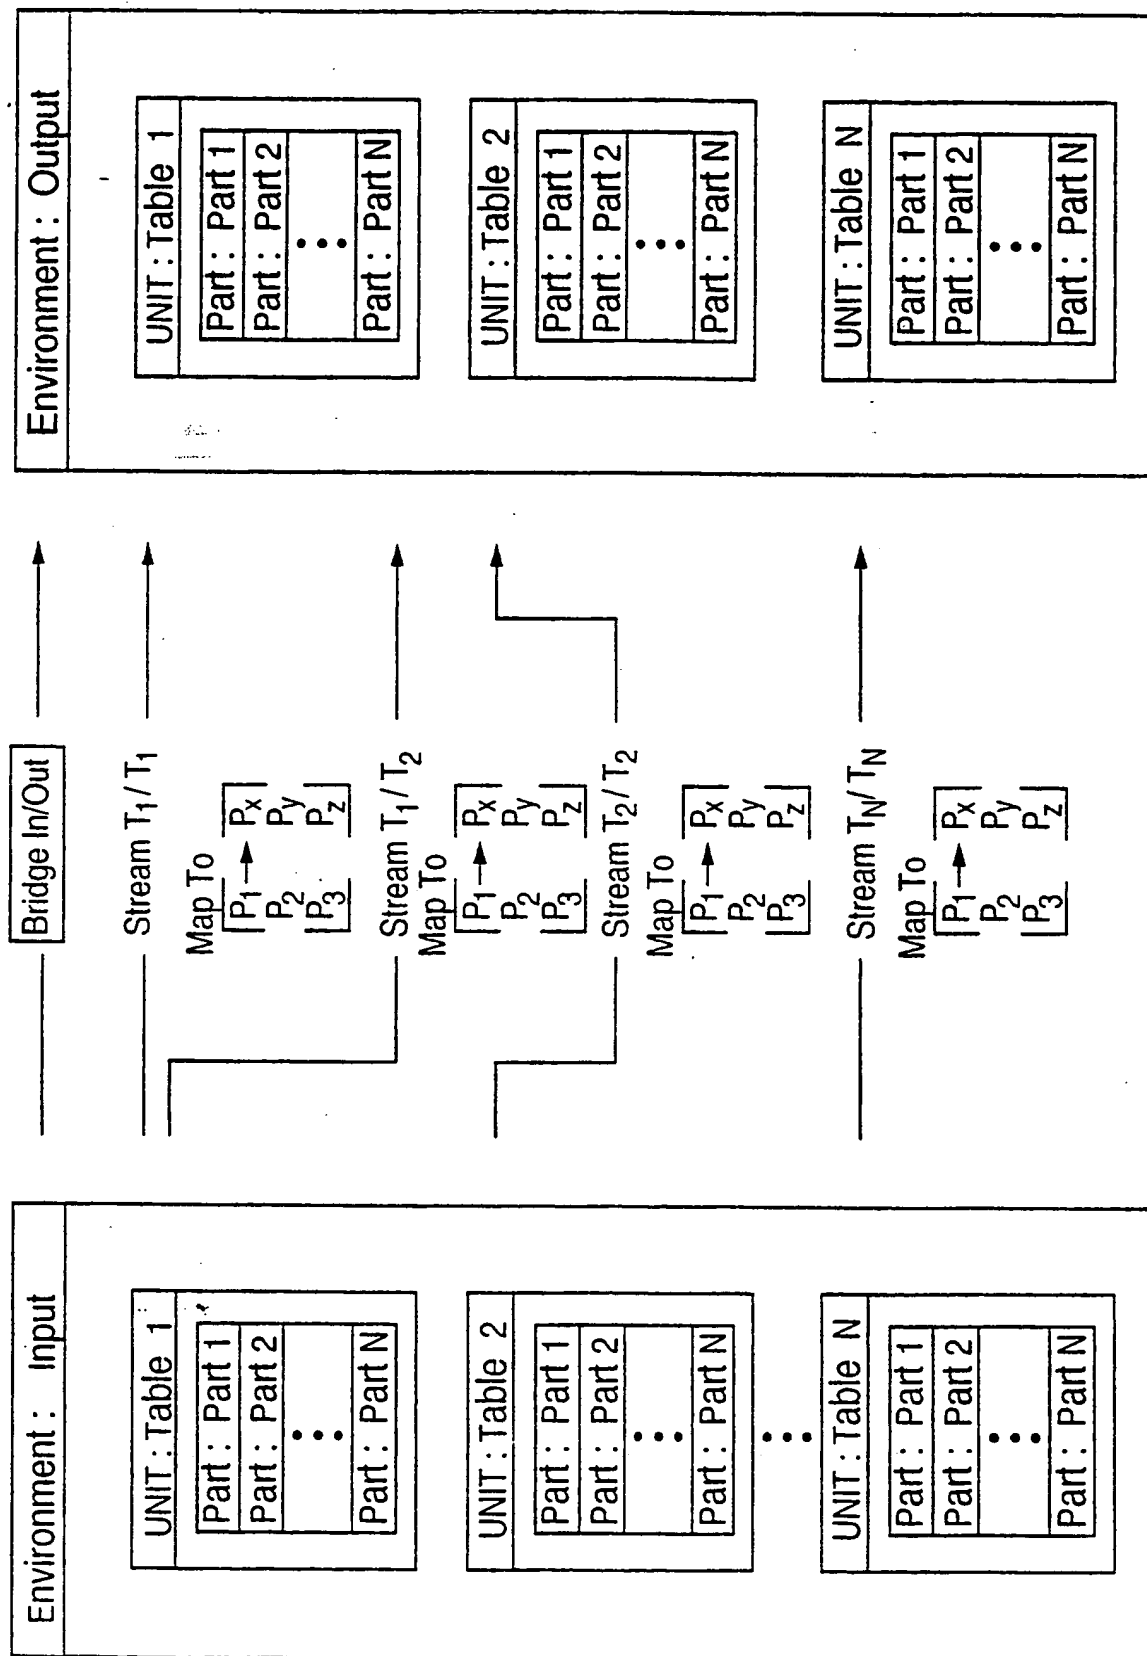 Environment : Input
UNIT : Table 1
Part : Part 1
Part : Part 2
•••
Part : Part N
UNIT : Table 2
Part : Part 1
Part : Part 2
•••
Part : Part N
•••
UNIT : Table N
Part : Part 1
Part : Part 2
•••
Part : Part N
Bridge In/Out
Stream T1/T1
Map To
P1 → Px
P2 Py
P3 Pz
Stream T1/T2
Map To
P1 → Px
P2 Py
P3 Pz
Stream T2/T2
Map To
P1 → Px
P2 Py
P3 Pz
Stream TN/TN
Map To
P1 → Px
P2 Py
P3 Pz
Environment : Output
UNIT : Table 1
Part : Part 1
Part : Part 2
•••
Part : Part N
UNIT : Table 2
Part : Part 1
Part : Part 2
•••
Part : Part N
UNIT : Table N
Part : Part 1
Part : Part 2
•••
Part : Part N